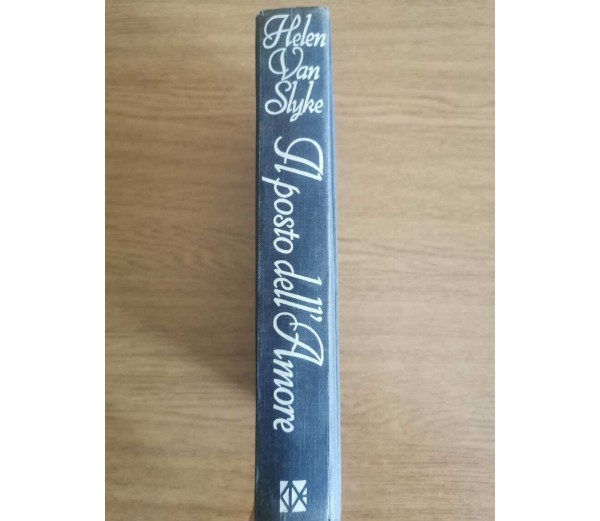 Helen
Van
Slyke
Il posto dell'Amore